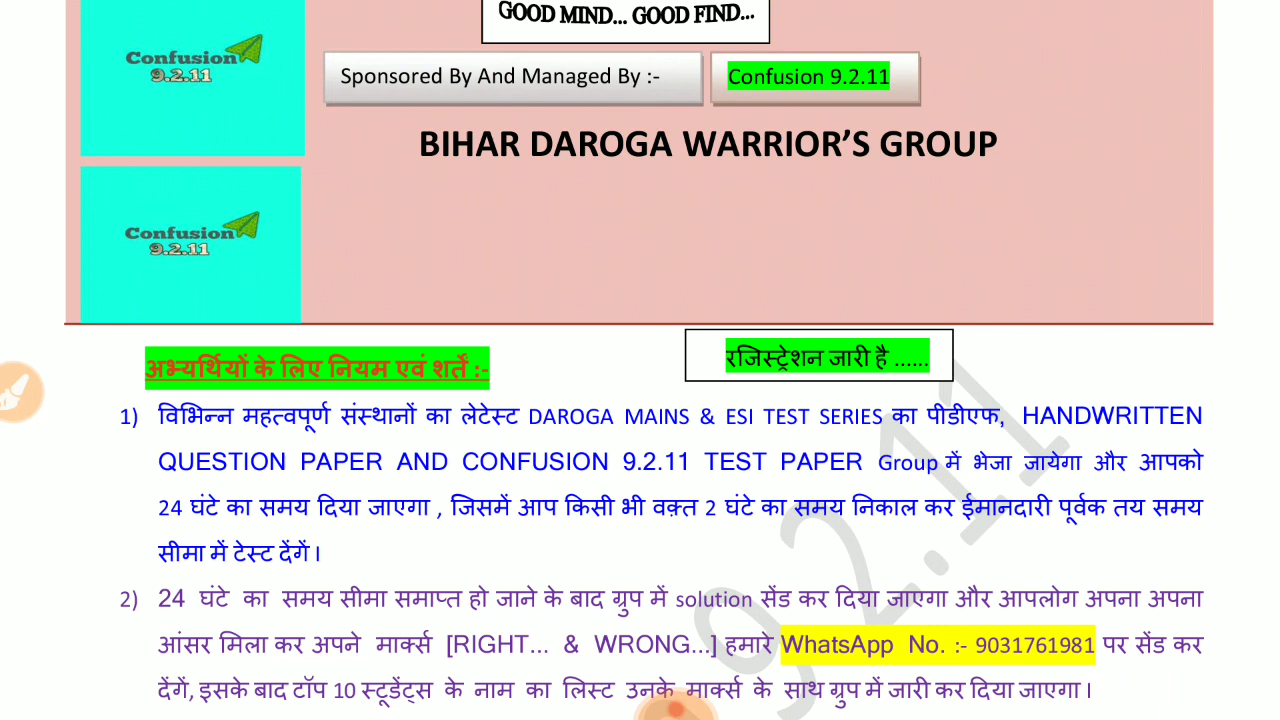 GOOD MIND... GOOD FIND...
Confusion
9.2.11
Sponsored By And Managed By :-
Confusion 9.2.11
BIHAR DAROGA WARRIOR’S GROUP
Confusion
9.2.11
रजिस्ट्रेशन जारी है ......
अभ्यर्थियों के लिए नियम एवं शर्तें :-
1) विभिन्न महत्वपूर्ण संस्थानों का लेटेस्ट DAROGA MAINS & ESI TEST SERIES का पीडीएफ, HANDWRITTEN
QUESTION PAPER AND CONFUSION 9.2.11 TEST PAPER Group में भेजा जायेगा और आपको
24 घंटे का समय दिया जाएगा , जिसमें आप किसी भी वक़्त 2 घंटे का समय निकाल कर ईमानदारी पूर्वक तय समय
सीमा में टेस्ट देंगें ।
2) 24 घंटे का समय सीमा समाप्त हो जाने के बाद ग्रुप में solution सेंड कर दिया जाएगा और आपलोग अपना अपना
आंसर मिला कर अपने मार्क्स [RIGHT... & WRONG...] हमारे WhatsApp No. :- 9031761981 पर सेंड कर
देंगें, इसके बाद टॉप 10 स्टूडेंट्स के नाम का लिस्ट उनके मार्क्स के साथ ग्रुप में जारी कर दिया जाएगा ।
9.2.11